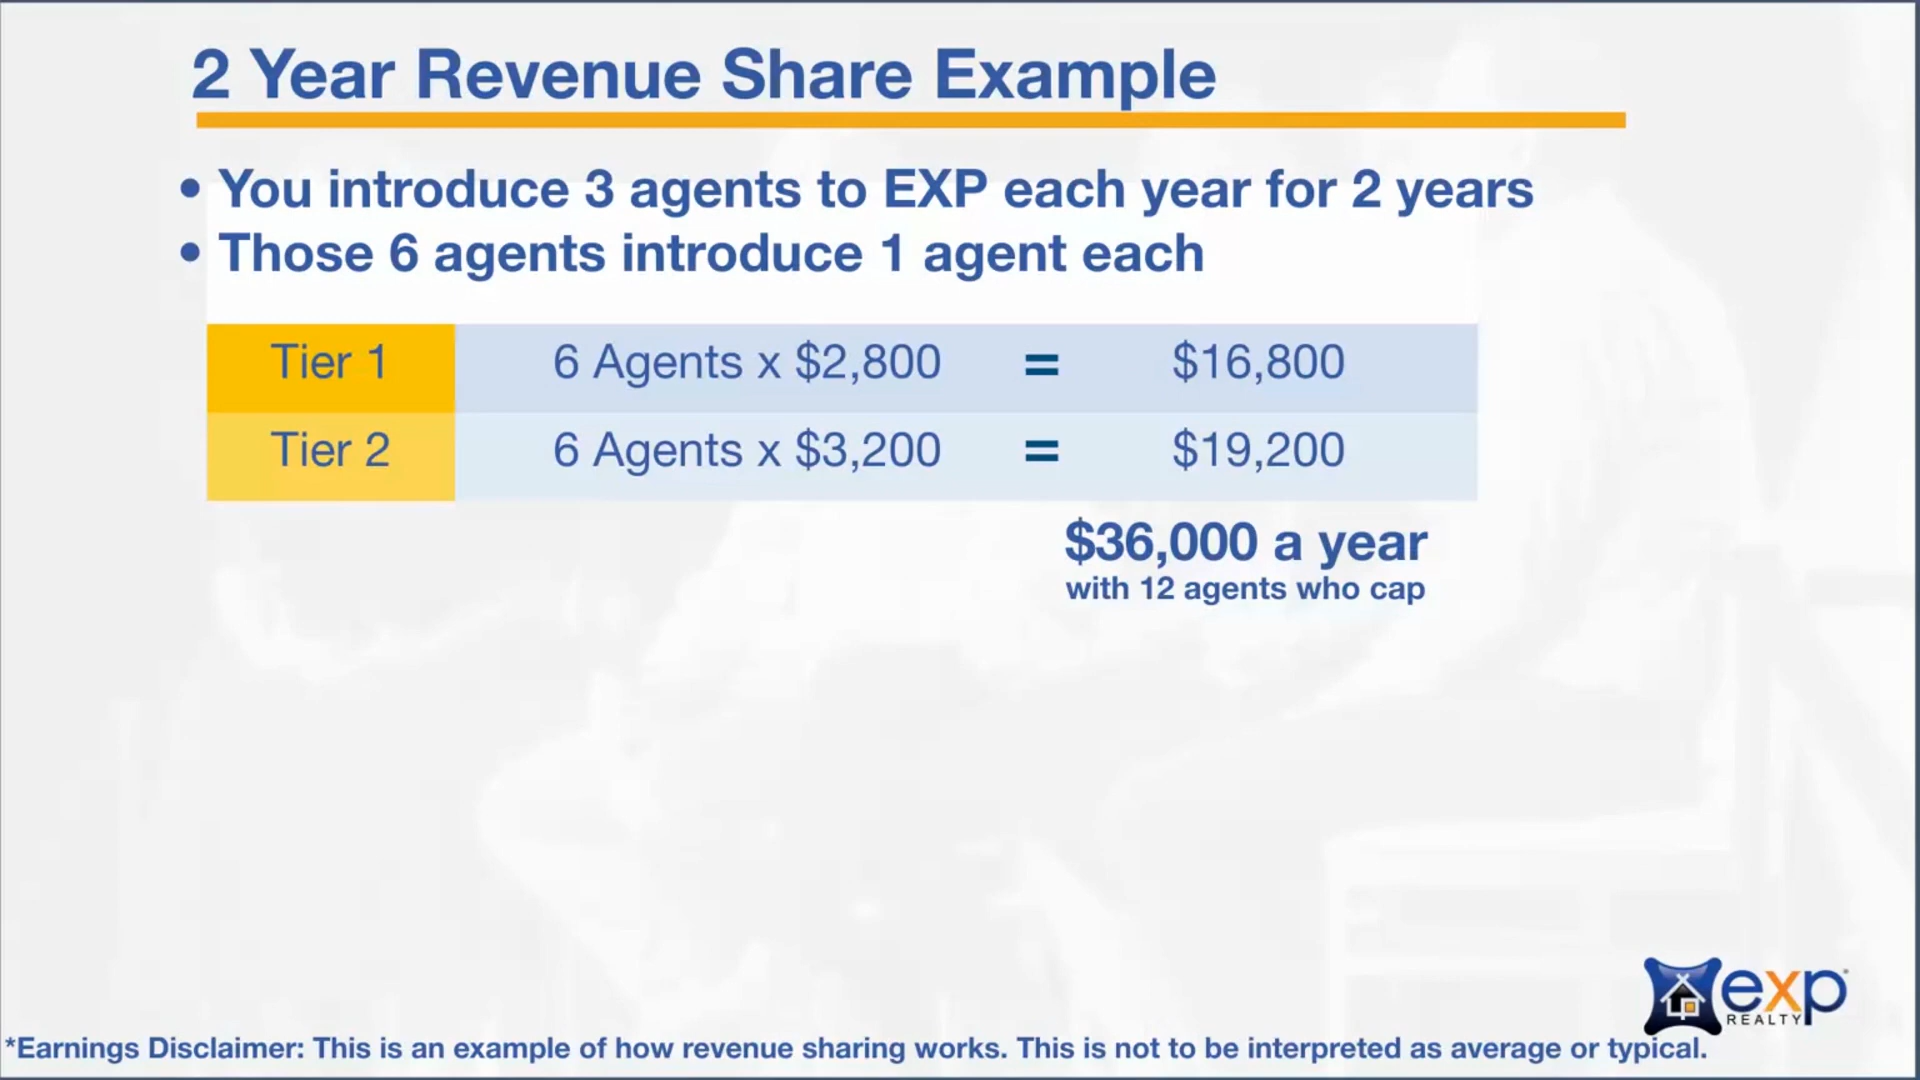 2 Year Revenue Share Example
• You introduce 3 agents to EXP each year for 2 years
• Those 6 agents introduce 1 agent each
Tier 1 6 Agents x $2,800 = $16,800
Tier 2 6 Agents x $3,200 = $19,200
$36,000 a year
with 12 agents who cap
exp
REALTY
*Earnings Disclaimer: This is an example of how revenue sharing works. This is not to be interpreted as average or typical.